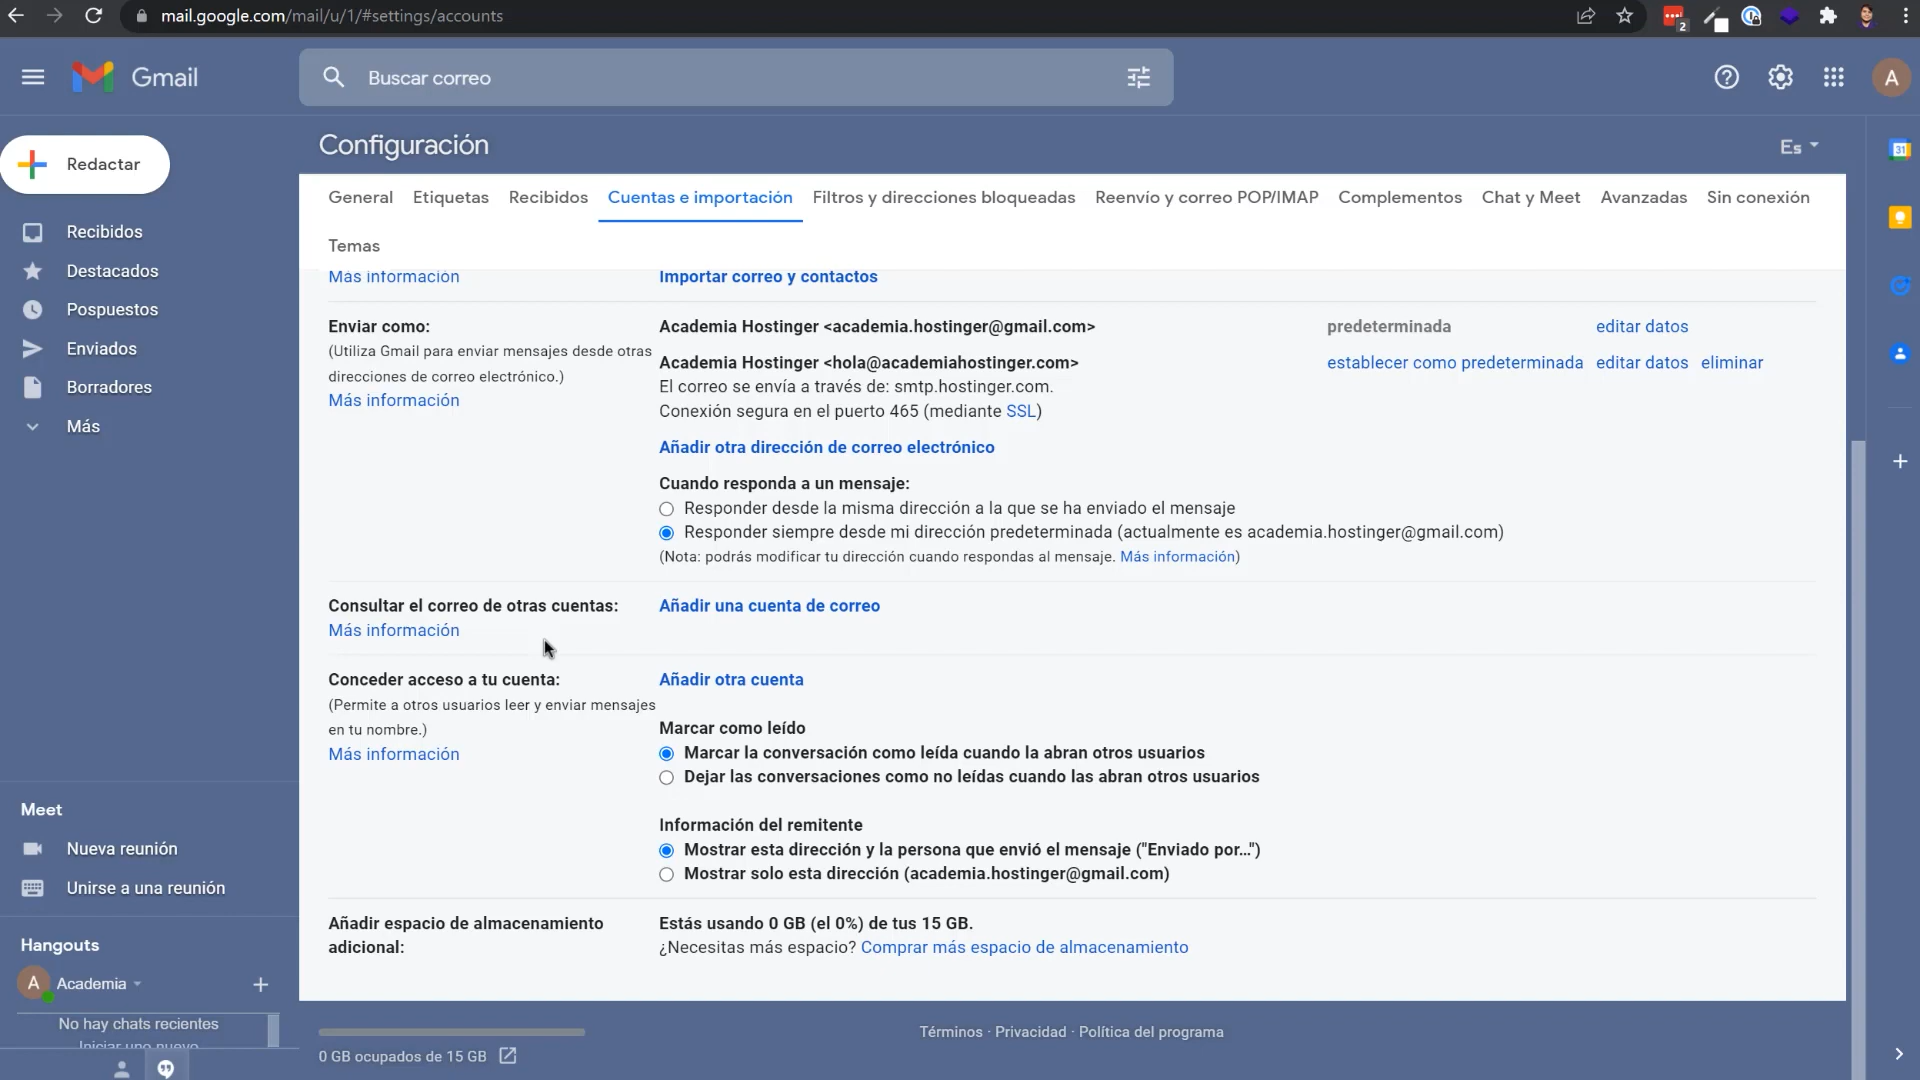 mail.google.com/mail/u/1/#settings/accounts
2
Gmail
Buscar correo
A
Redactar
Configuración
Es
31
General
Etiquetas
Recibidos
Cuentas e importación
Filtros y direcciones bloqueadas
Reenvío y correo POP/IMAP
Complementos
Chat y Meet
Avanzadas
Sin conexión
Temas
Recibidos
Destacados
Pospuestos
Enviados
Borradores
Más
Más información
Importar correo y contactos
Enviar como:
(Utiliza Gmail para enviar mensajes desde otras
direcciones de correo electrónico.)
Más información
Academia Hostinger <academia.hostinger@gmail.com>
predeterminada
editar datos
Academia Hostinger <hola@academiahostinger.com>
establecer como predeterminada
editar datos
eliminar
El correo se envía a través de: smtp.hostinger.com.
Conexión segura en el puerto 465 (mediante SSL)
Añadir otra dirección de correo electrónico
Cuando responda a un mensaje:
Responder desde la misma dirección a la que se ha enviado el mensaje
Responder siempre desde mi dirección predeterminada (actualmente es academia.hostinger@gmail.com)
(Nota: podrás modificar tu dirección cuando respondas al mensaje. Más información)
Consultar el correo de otras cuentas:
Más información
Añadir una cuenta de correo
Conceder acceso a tu cuenta:
(Permite a otros usuarios leer y enviar mensajes
en tu nombre.)
Más información
Añadir otra cuenta
Marcar como leído
Marcar la conversación como leída cuando la abran otros usuarios
Dejar las conversaciones como no leídas cuando las abran otros usuarios
Información del remitente
Mostrar esta dirección y la persona que envió el mensaje ("Enviado por...")
Mostrar solo esta dirección (academia.hostinger@gmail.com)
Añadir espacio de almacenamiento
adicional:
Estás usando 0 GB (el 0%) de tus 15 GB.
¿Necesitas más espacio? Comprar más espacio de almacenamiento
Meet
Nueva reunión
Unirse a una reunión
Hangouts
A
Academia
No hay chats recientes
Iniciar uno nuevo
0 GB ocupados de 15 GB
Términos · Privacidad · Política del programa